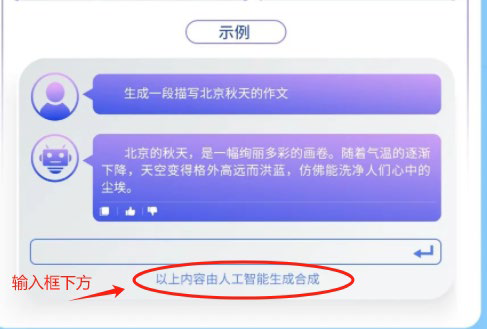 示例
生成一段描写北京秋天的作文
北京的秋天，是一幅绚丽多彩的画卷。随着气温的逐渐
下降，天空变得格外高远而洪蓝，仿佛能洗净人们心中的
尘埃。
输入框下方
以上内容由人工智能生成合成